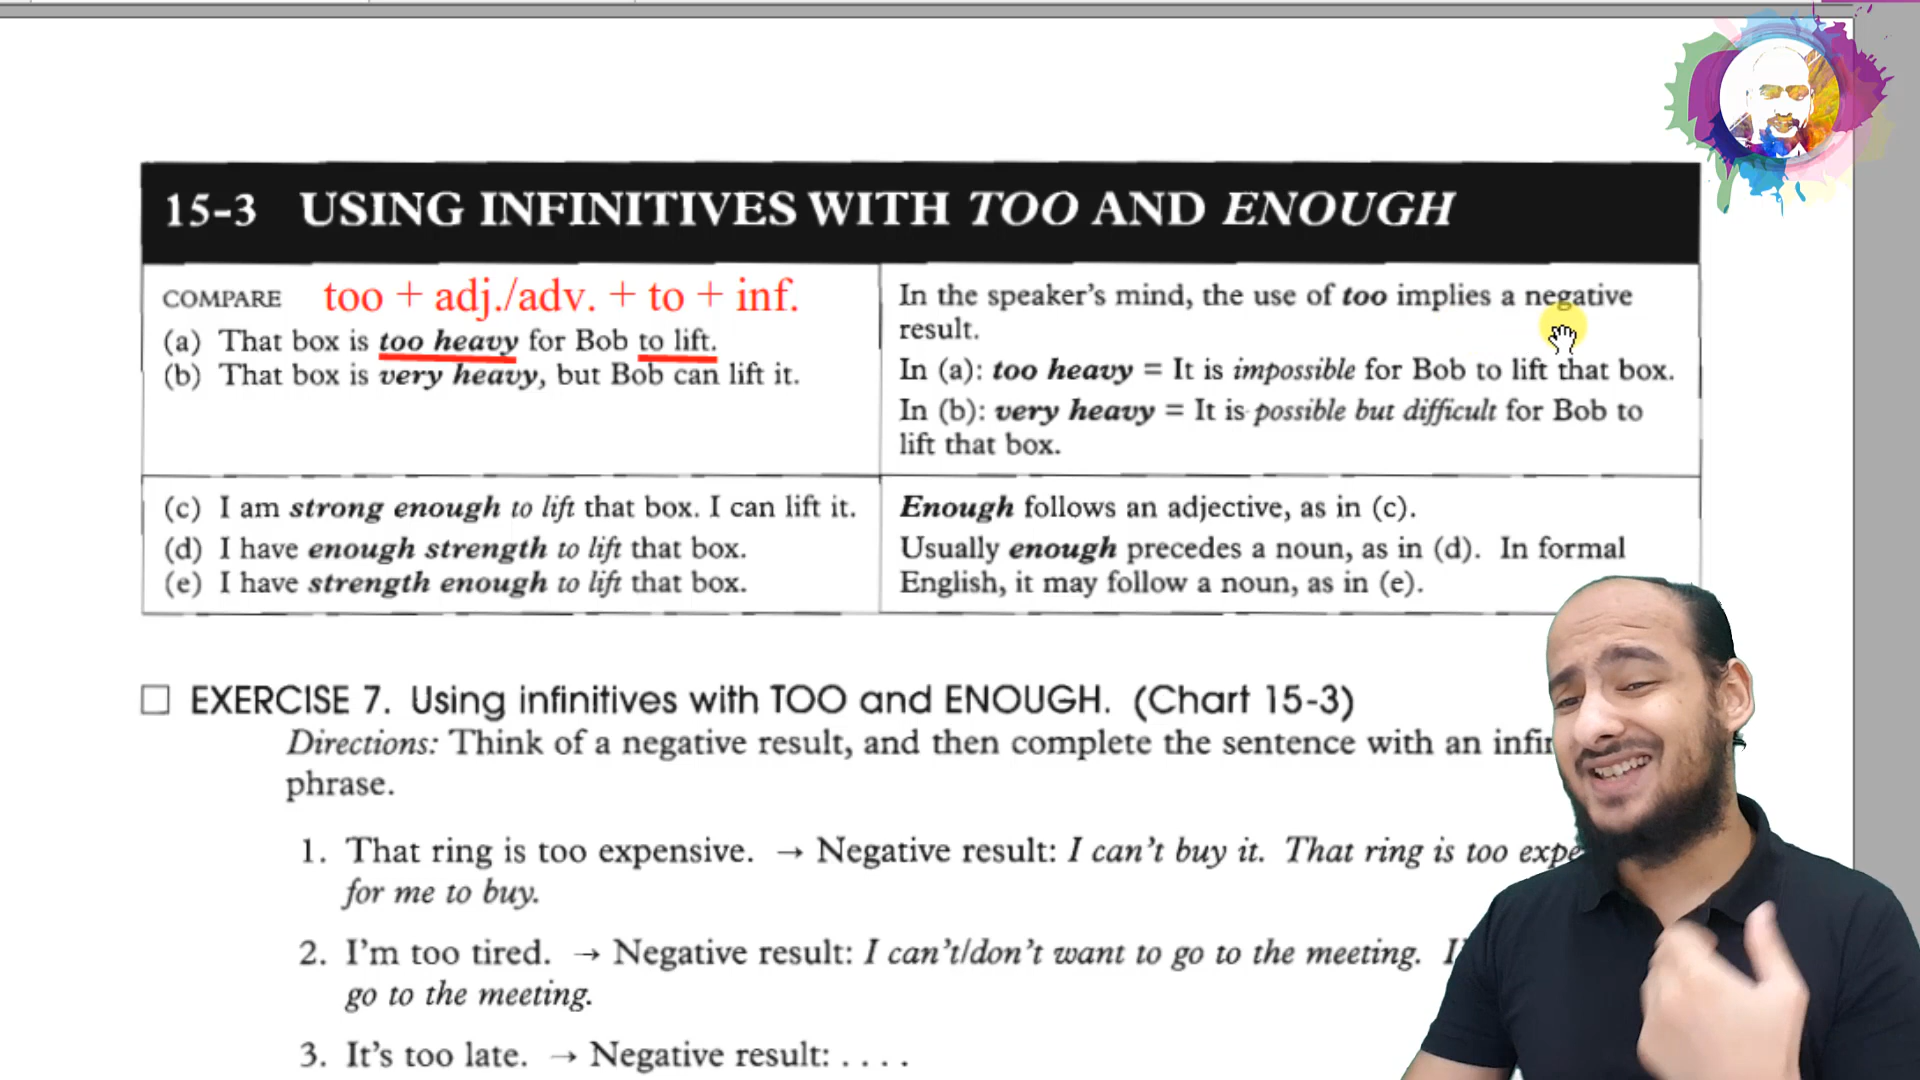 15-3 USING INFINITIVES WITH TOO AND ENOUGH
COMPARE too + adj./adv. + to + inf.
(a) That box is too heavy for Bob to lift.
(b) That box is very heavy, but Bob can lift it.
In the speaker's mind, the use of too implies a negative
result.
In (a): too heavy = It is impossible for Bob to lift that box.
In (b): very heavy = It is possible but difficult for Bob to
lift that box.
(c) I am strong enough to lift that box. I can lift it.
(d) I have enough strength to lift that box.
(e) I have strength enough to lift that box.
Enough follows an adjective, as in (c).
Usually enough precedes a noun, as in (d). In formal
English, it may follow a noun, as in (e).
EXERCISE 7. Using infinitives with TOO and ENOUGH. (Chart 15-3)
Directions: Think of a negative result, and then complete the sentence with an
phrase.
1. That ring is too expensive. → Negative result: I can't buy it. That ring is too
for me to buy.
2. I'm too tired. → Negative result: I can't/don't want to go to the meeting.
go to the meeting.
3. It's too late. → Negative result: . . . .